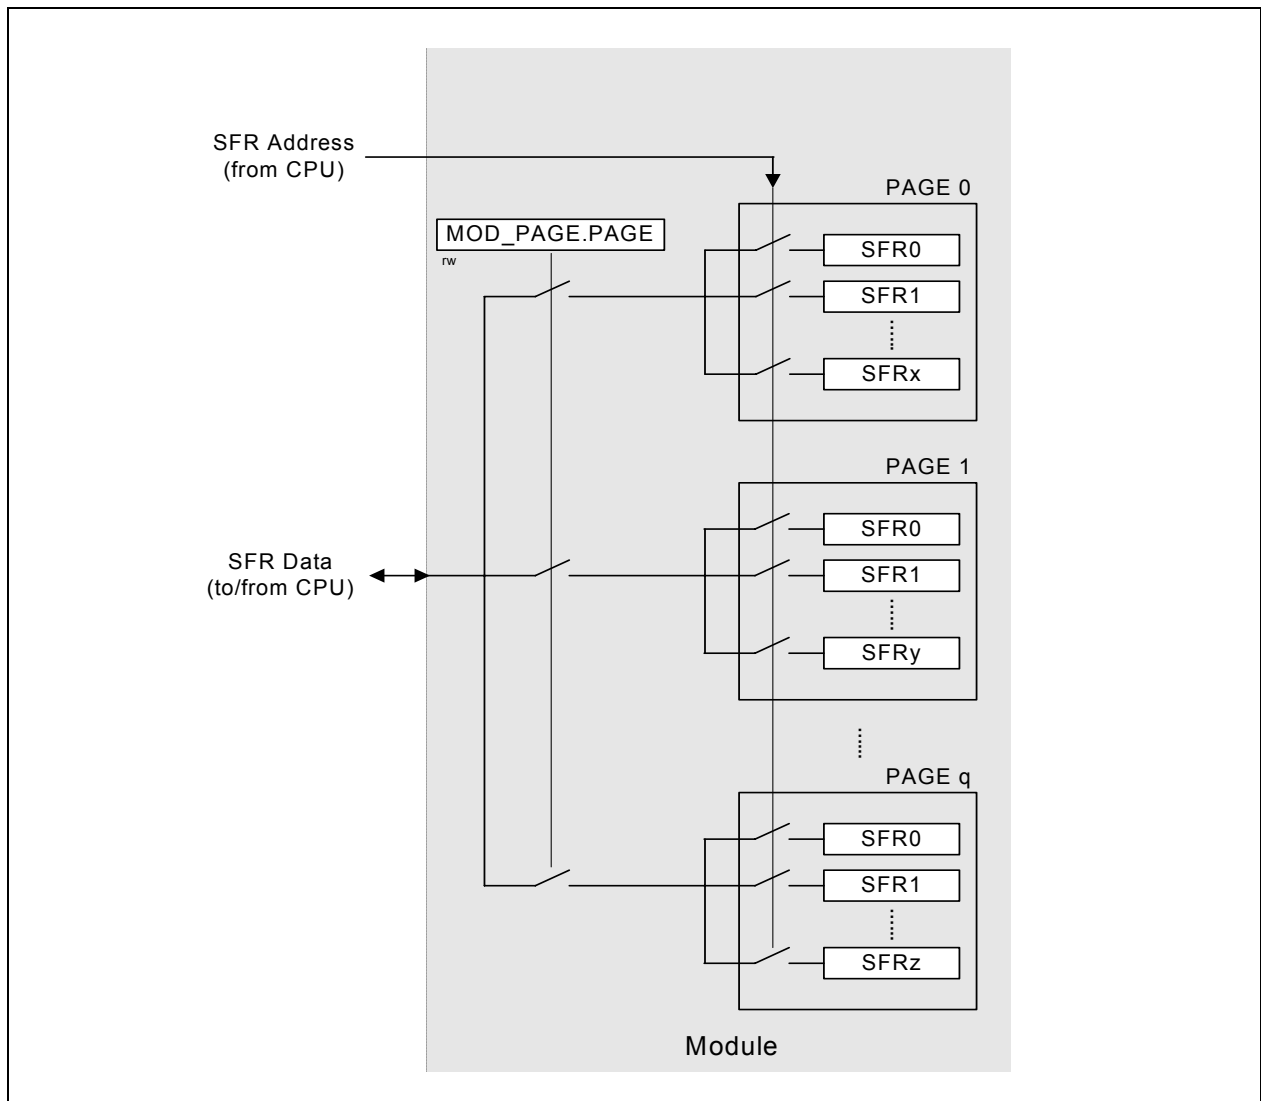 SFR Address
(from CPU)
PAGE 0
MOD_PAGE.PAGE
rw
SFR0
SFR1
SFRx
PAGE 1
SFR0
SFR1
SFRy
SFR Data
(to/from CPU)
PAGE q
SFR0
SFR1
SFRz
Module